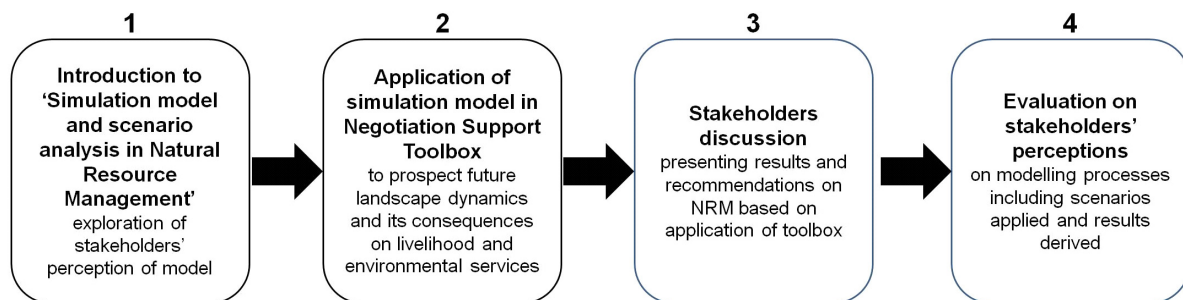 1
Introduction to
‘Simulation model
and scenario
analysis in Natural
Resource
Management’
exploration of
stakeholders’
perception of model
2
Application of
simulation model in
Negotiation Support
Toolbox
to prospect future
landscape dynamics
and its consequences
on livelihood and
environmental services
3
Stakeholders
discussion
presenting results and
recommendations on
NRM based on
application of toolbox
4
Evaluation on
stakeholders’
perceptions
on modelling processes
including scenarios
applied and results
derived